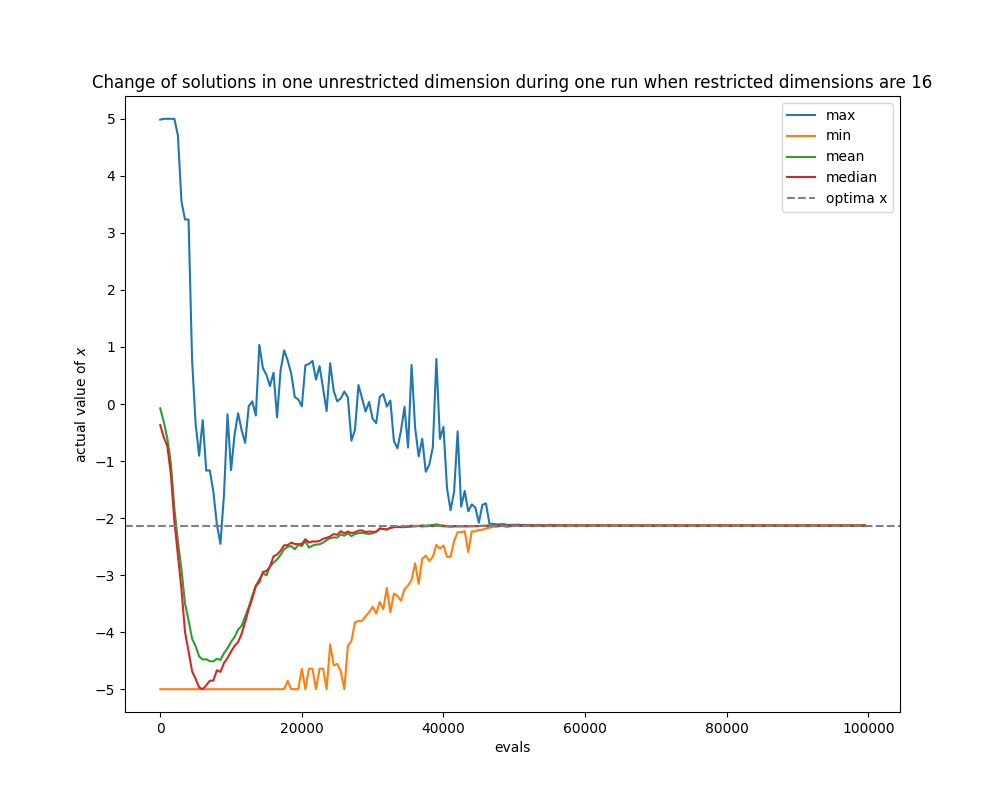 Change of solutions in one unrestricted dimension during one run when restricted dimensions are 16
max
min
mean
median
optima x
5
4
3
2
1
0
−1
−2
−3
−4
−5
actual value of x
0
20000
40000
60000
80000
100000
evals